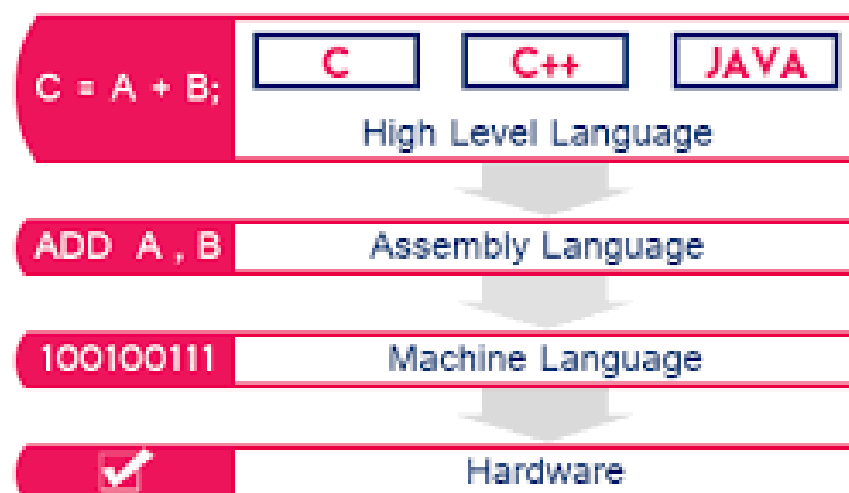 C = A + B;
C C++ JAVA
High Level Language
ADD A , B Assembly Language
100100111 Machine Language
Hardware